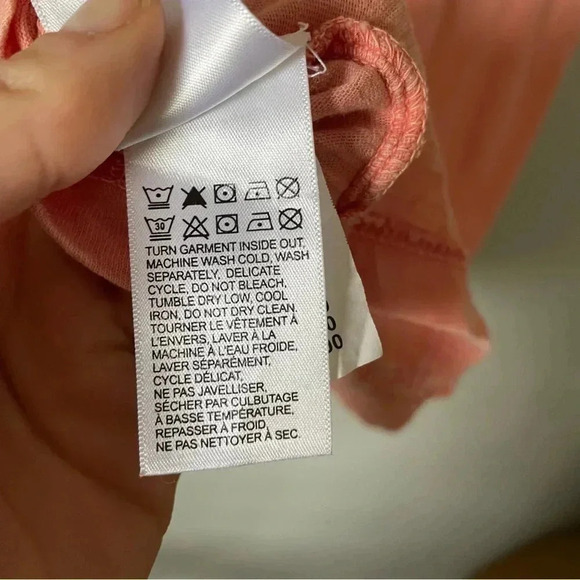 30
TURN GARMENT INSIDE OUT,
MACHINE WASH COLD, WASH
SEPARATELY, DELICATE
CYCLE, DO NOT BLEACH,
TUMBLE DRY LOW, COOL
IRON, DO NOT DRY CLEAN.
TOURNER LE VÊTEMENT À
L'ENVERS, LAVER À LA
MACHINE À L'EAU FROIDE,
LAVER SÉPARÉMENT,
CYCLE DÉLICAT,
NE PAS JAVELLISER,
SÉCHER PAR CULBUTAGE
À BASSE TEMPÉRATURE,
REPASSER À FROID,
NE PAS NETTOYER À SEC.